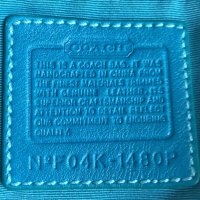 COACH
THIS IS A COACH BAG. IT WAS
HANDCRAFTED IN CHINA FROM
THE FINEST MATERIALS TRIMMED
WITH GENUINE LEATHER. ITS
SUPERIOR CRAFTSMANSHIP AND
ATTENTION TO DETAIL REFLECT
OUR COMMITMENT TO ENDURING
QUALITY.
Nº F04K-1480P